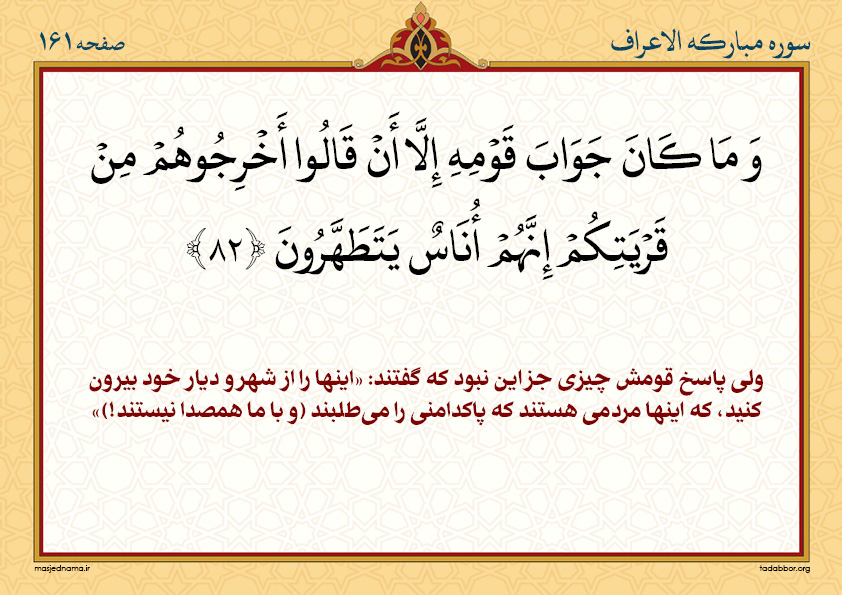 سوره مبارکه الاعراف
صفحه ۱۶۱
وَ مَا كَانَ جَوَابَ قَوْمِهِ إِلَّا أَنْ قَالُوا أَخْرِجُوهُمْ مِنْ
قَرْيَتِكُمْ إِنَّهُمْ أُنَاسٌ يَتَطَهَّرُونَ ﴿۸۲﴾
ولی پاسخ قومش چیزی جز این نبود که گفتند: «اینها را از شهر و دیار خود بیرون
کنید، که اینها مردمی هستند که پاکدامنی را می‌طلبند (و با ما همصدا نیستند!)»
masjednama.ir
tadabbor.org